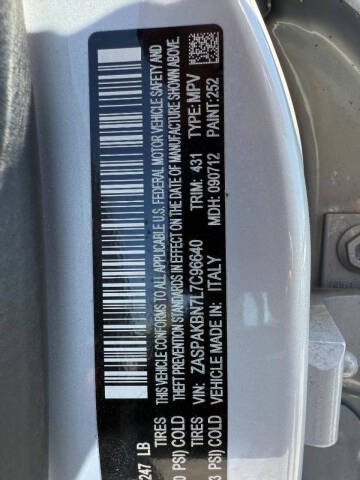 THIS VEHICLE CONFORMS TO ALL APPLICABLE U.S. FEDERAL MOTOR VEHICLE SAFETY AND
THEFT PREVENTION STANDARDS IN EFFECT ON THE DATE OF MANUFACTURE SHOWN ABOVE.
VIN: ZASPAKBN7L7C96640 TYPE: MPV
VEHICLE MADE IN: ITALY TRIM: 431 PAINT: 252
MDH: 090712
247 LB
TIRES
PSI) COLD
TIRES
3 PSI) COLD